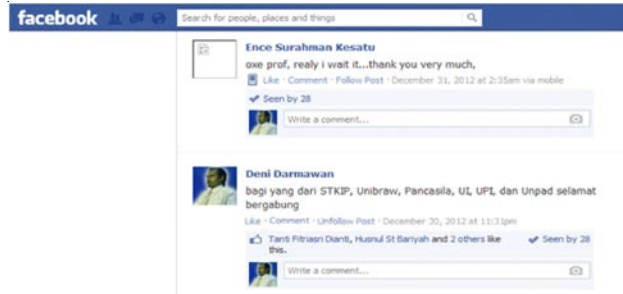 facebook
Search for people, places and things
Ence Surahman Kesatu
oxe prof, realy i wait it...thank you very much,
Like · Comment · Follow Post · December 31, 2012 at 2:35am via mobile
Seen by 28
Write a comment...
Deni Darmawan
bagi yang dari STKIP, Unibraw, Pancasila, UI, UPI, dan Unpad selamat
bergabung
Like · Comment · Unfollow Post · December 30, 2012 at 11:31pm
Tanti Fitriasri Dianti, Husnul St Bariyah and 2 others like Seen by 28
this.
Write a comment...